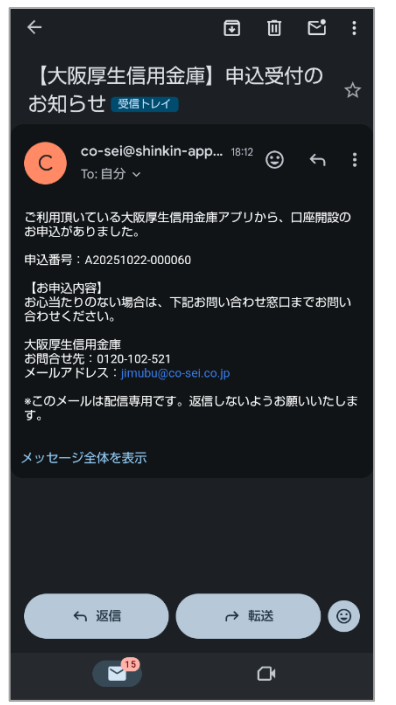 【大阪厚生信用金庫】申込受付の
お知らせ 受信トレイ
C
co-sei@shinkin-app... 18:12
To: 自分
ご利用頂いている大阪厚生信用金庫アプリから、口座開設の
お申込がありました。
申込番号：A20251022-000060
【お申込内容】
お心当たりのない場合は、下記お問い合わせ窓口までお問い
合わせください。
大阪厚生信用金庫
お問合せ先：0120-102-521
メールアドレス：jimubu@co-sei.co.jp
*このメールは配信専用です。返信しないようお願いいたしま
す。
メッセージ全体を表示
返信
転送
15